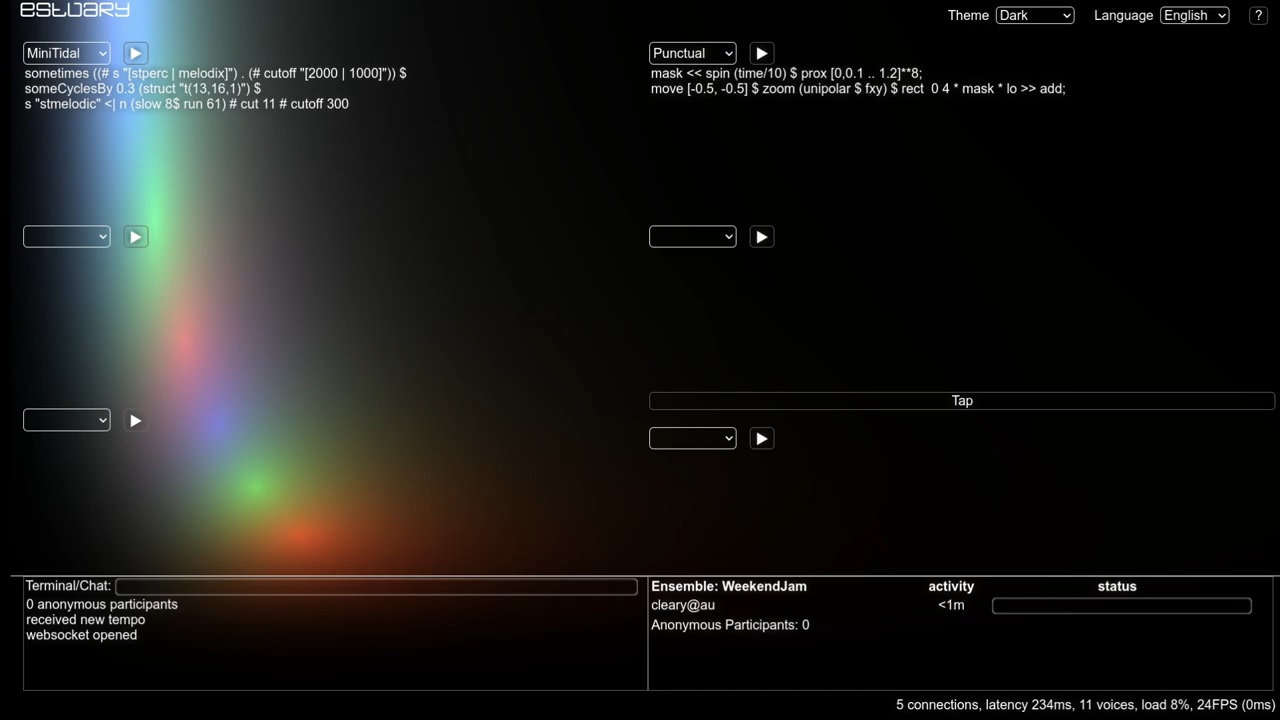 estuary
Theme Dark Language English ?
MiniTidal
sometimes ((# s "[stperc | melodix]") . (# cutoff "[2000 | 1000]")) $
someCyclesBy 0.3 (struct "t(13,16,1)") $
s "stmelodic" <| n (slow 8$ run 61) # cut 11 # cutoff 300
Punctual
mask << spin (time/10) $ prox [0,0.1 .. 1.2]**8;
move [-0.5, -0.5] $ zoom (unipolar $ fxy) $ rect  0 4 * mask * lo >> add;
Tap
Terminal/Chat:
0 anonymous participants
received new tempo
websocket opened
Ensemble: WeekendJam activity status
cleary@au <1m
Anonymous Participants: 0
5 connections, latency 234ms, 11 voices, load 8%, 24FPS (0ms)